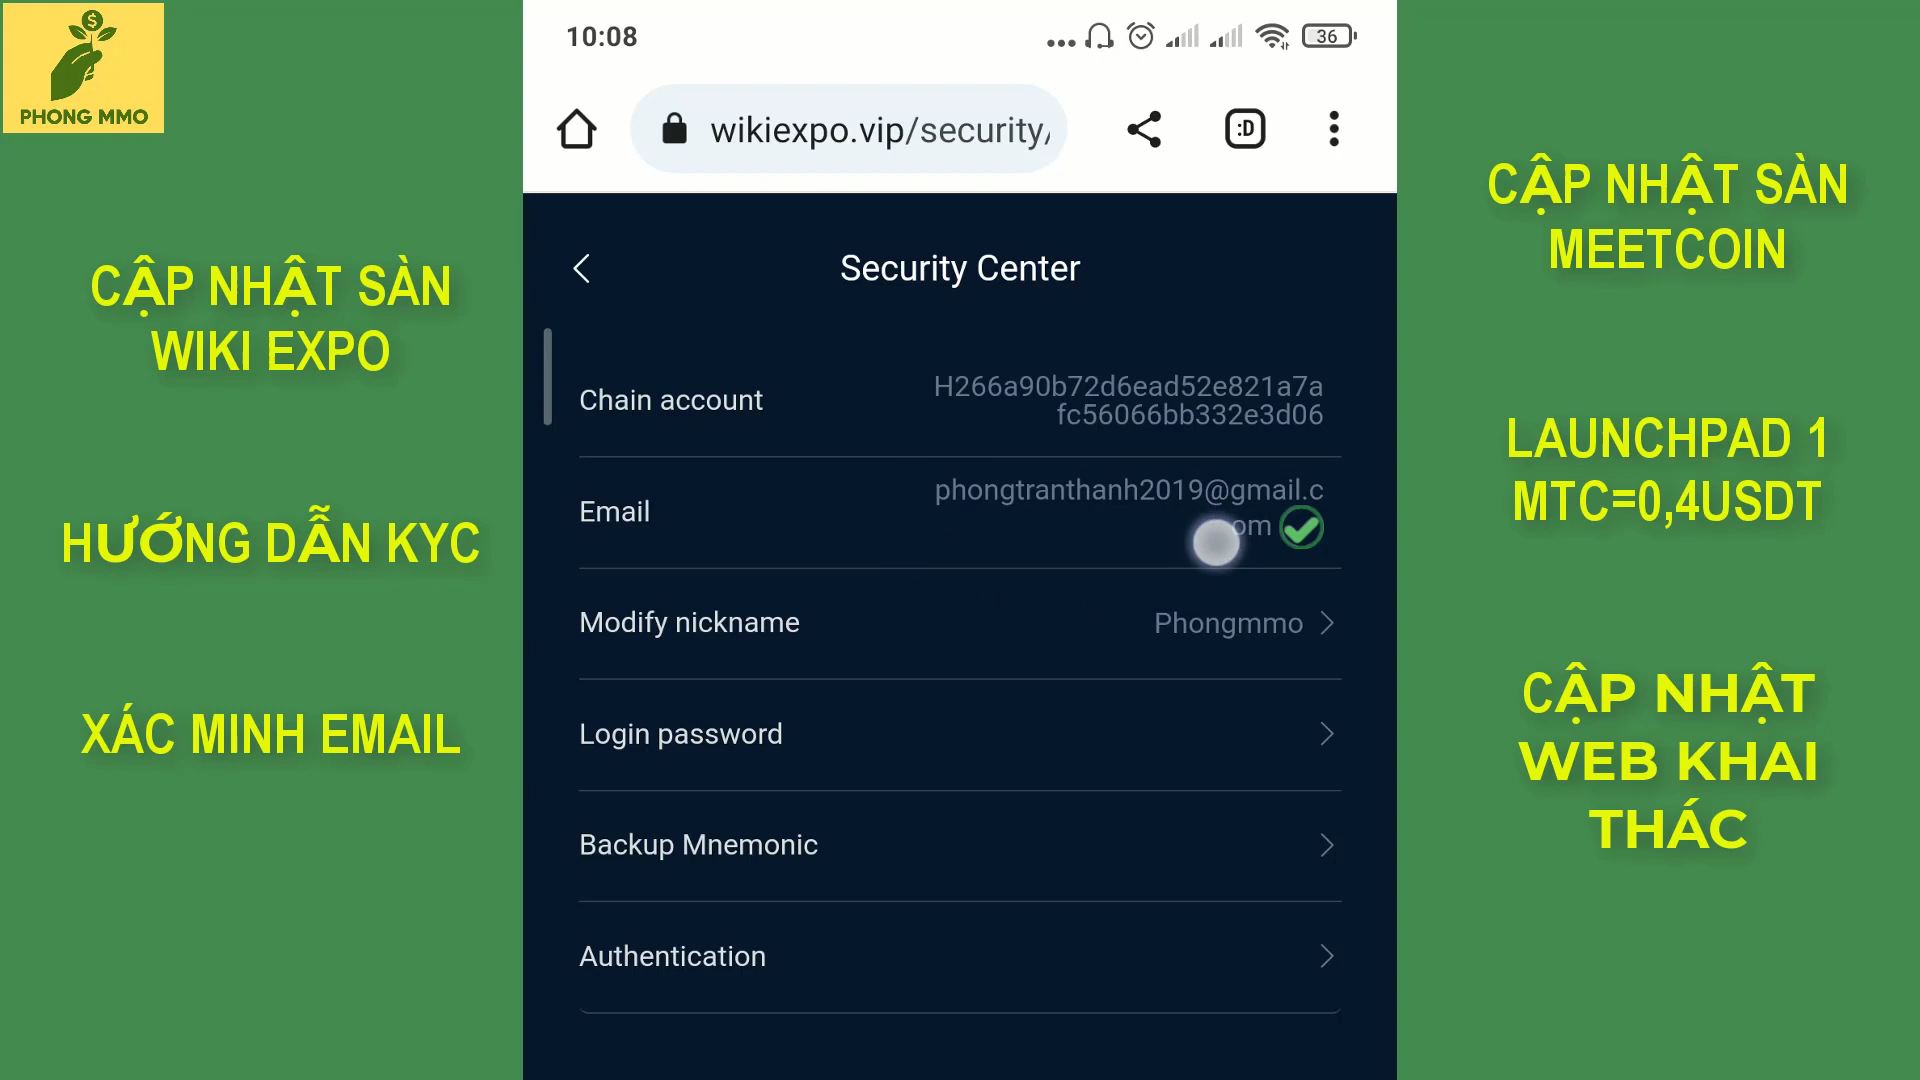 PHONG MMO
CẬP NHẬT SÀN
WIKI EXPO
HƯỚNG DẪN KYC
XÁC MINH EMAIL
10:08
36
wikiexpo.vip/security/
:D
Security Center
Chain account
H266a90b72d6ead52e821a7a
fc56066bb332e3d06
Email
phongtranthanh2019@gmail.c
om
Modify nickname
Phongmmo
Login password
Backup Mnemonic
Authentication
CẬP NHẬT SÀN
MEETCOIN
LAUNCHPAD 1
MTC=0,4USDT
CẬP NHẬT
WEB KHAI
THÁC